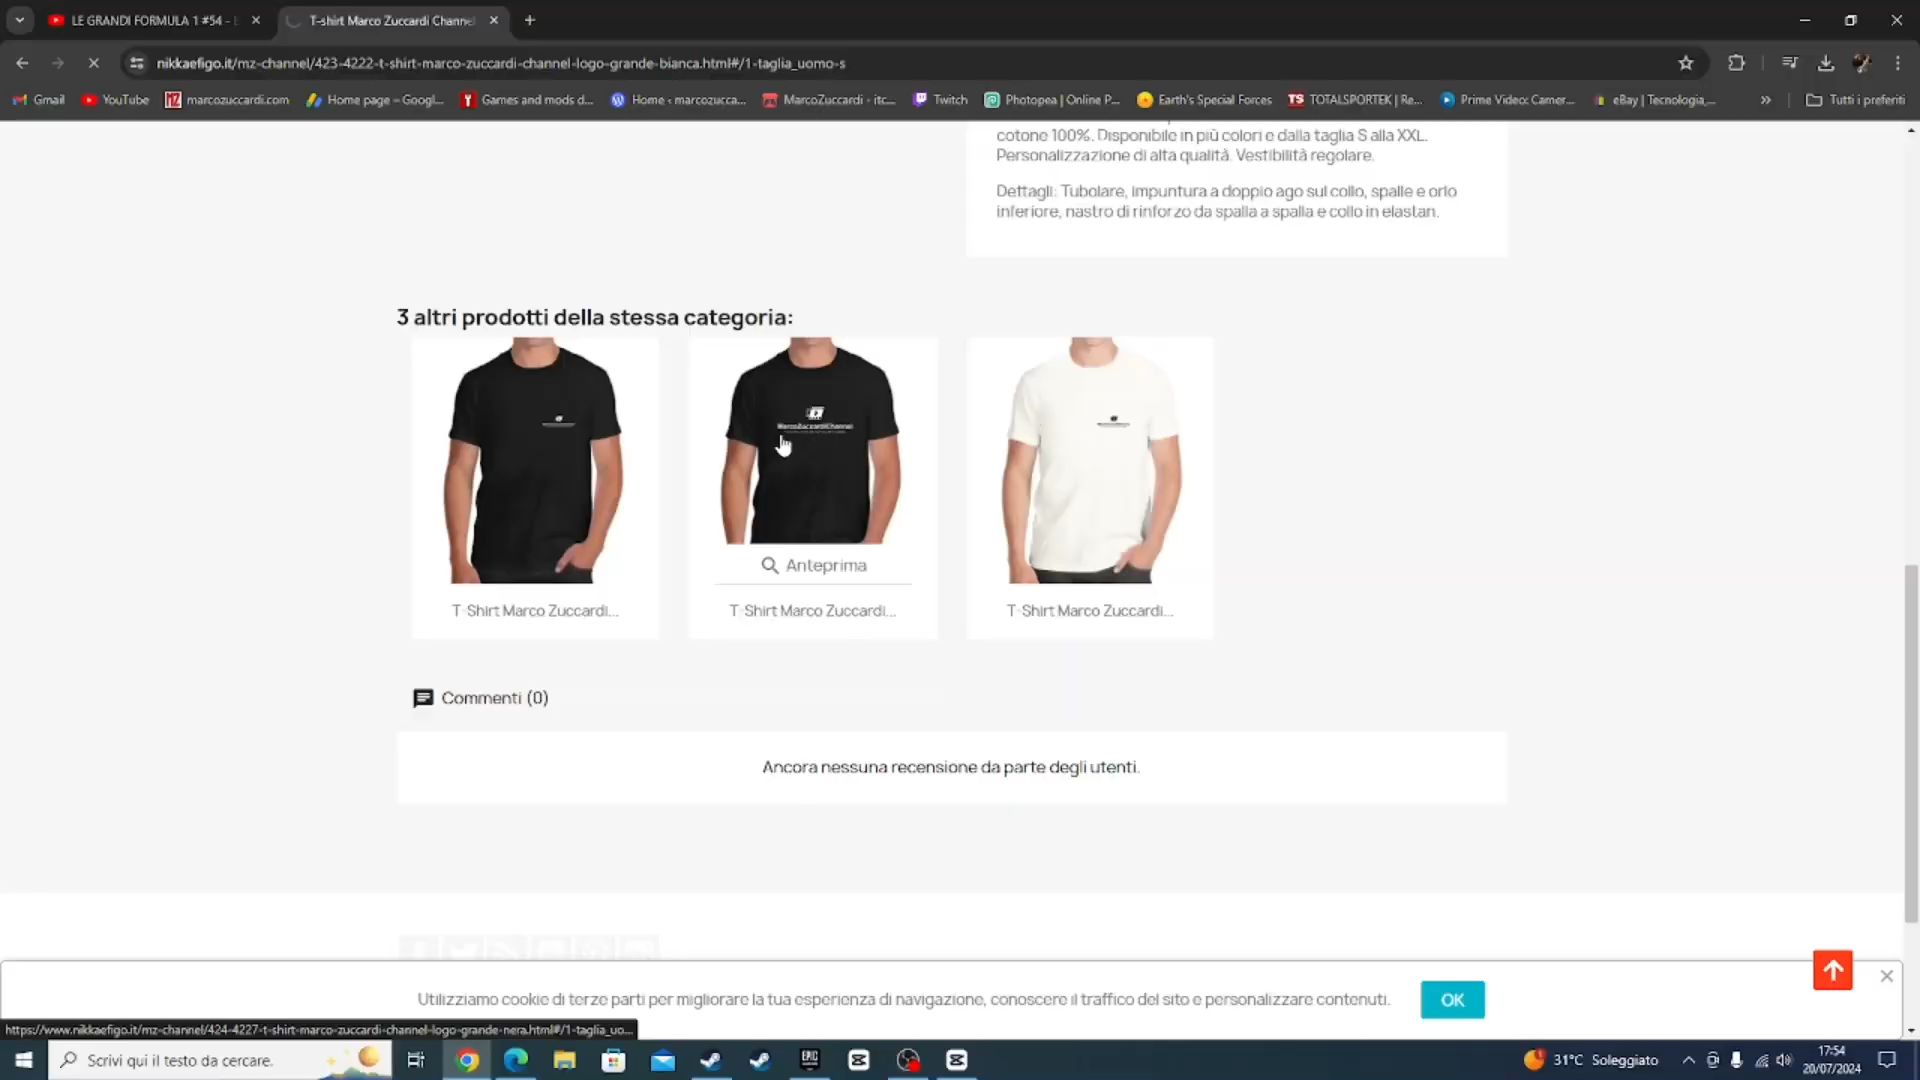 LE GRANDI FORMULA 1 #54 -
T-shirt Marco Zuccardi Channel
nikkaefigo.it/mz-channel/423-4222-t-shirt-marco-zuccardi-channel-logo-grande-bianca.html#/1-taglia_uomo-s
Gmail
YouTube
marcozuccardi.com
Home page – Googl...
Games and mods d...
Home ‹ marcozucca...
MarcoZuccardi - itc...
Twitch
Photopea | Online P...
Earth's Special Forces
TS TOTALSPORTEK | Re...
Prime Video: Camer...
eBay | Tecnologia,...
»
Tutti i preferiti
cotone 100%. Disponibile in più colori e dalla taglia S alla XXL.
Personalizzazione di alta qualità. Vestibilità regolare.
Dettagli: Tubolare, impuntura a doppio ago sul collo, spalle e orlo
inferiore, nastro di rinforzo da spalla a spalla e collo in elastan.
3 altri prodotti della stessa categoria:
MarcoZuccardiChannel
Anteprima
T-Shirt Marco Zuccardi...
T-Shirt Marco Zuccardi...
T-Shirt Marco Zuccardi...
Commenti (0)
Ancora nessuna recensione da parte degli utenti.
Utilizziamo cookie di terze parti per migliorare la tua esperienza di navigazione, conoscere il traffico del sito e personalizzare contenuti.
OK
https://www.nikkaefigo.it/mz-channel/424-4227-t-shirt-marco-zuccardi-channel-logo-grande-nera.html#/1-taglia_uo...
Scrivi qui il testo da cercare.
EPIC
31°C Soleggiato
17:54
20/07/2024